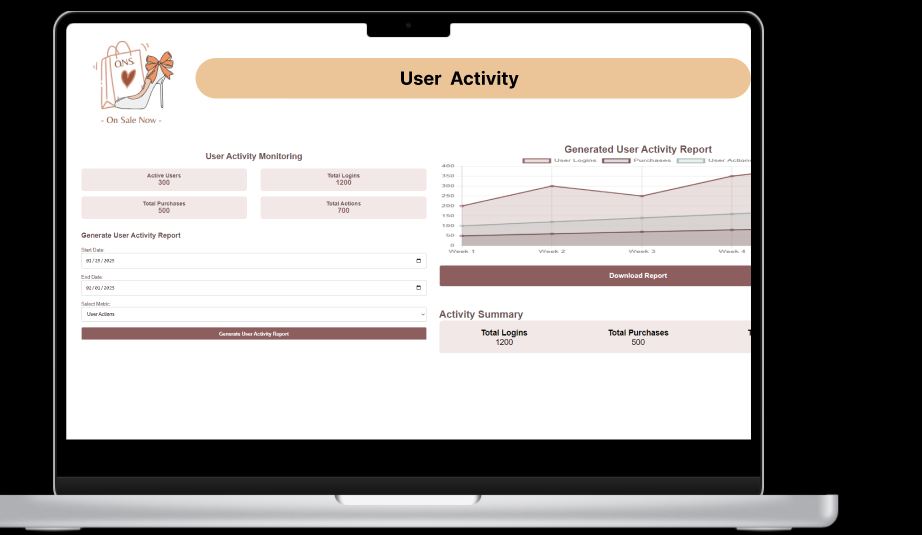 ONS
- On Sale Now -
User Activity
User Activity Monitoring
Active Users
300
Total Logins
1200
Total Purchases
500
Total Actions
700
Generate User Activity Report
Start Date:
End Date:
Select Metric:
User Actions
Generate User Activity Report
Generated User Activity Report
User Logins
Purchases
User Action
400
350
300
250
200
150
100
50
0
Week 1
Week 2
Week 3
Week 4
Download Report
Activity Summary
Total Logins
1200
Total Purchases
500